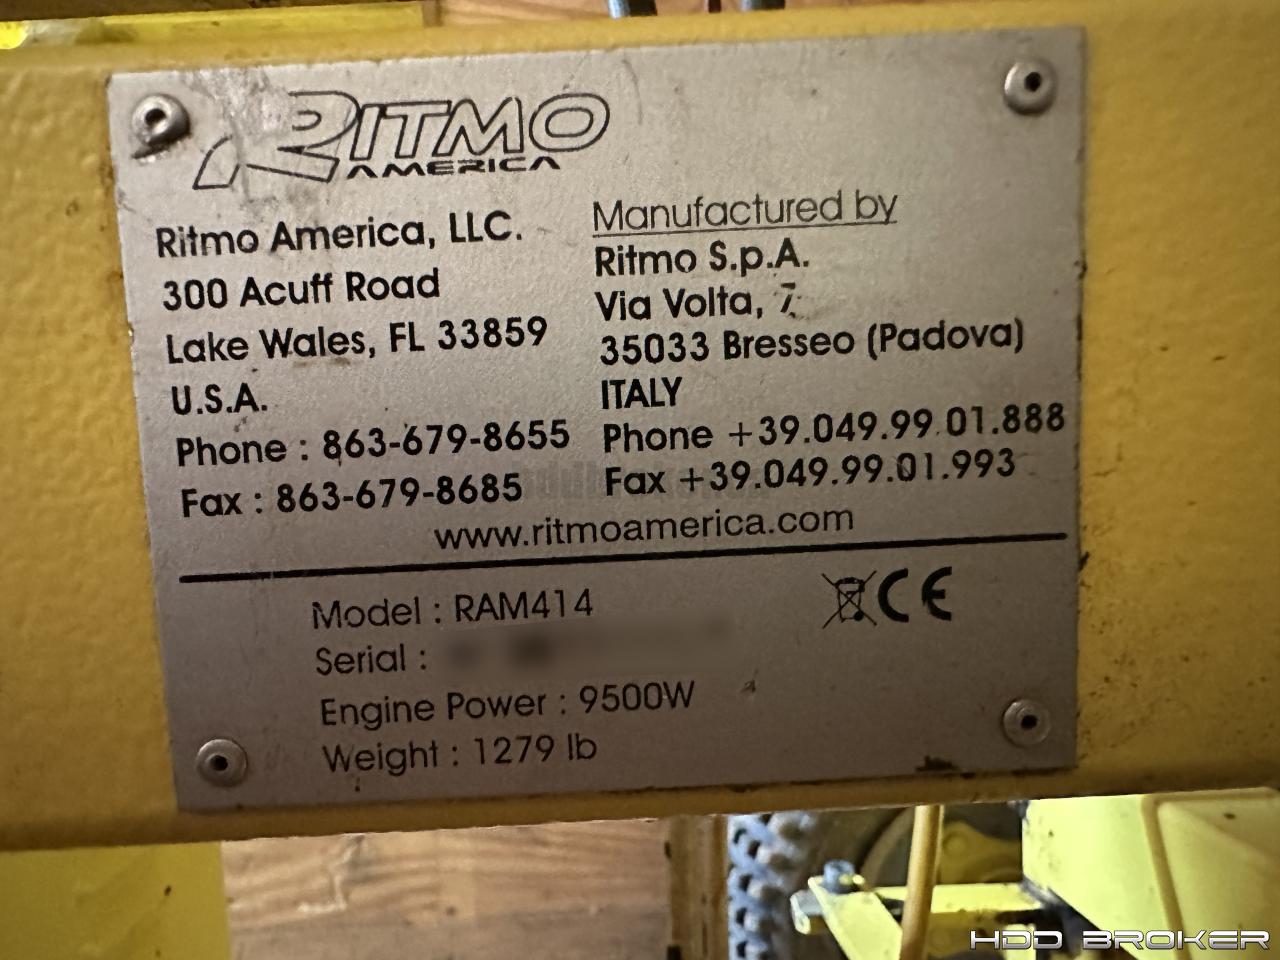 RITMO
AMERICA
Ritmo America, LLC.
300 Acuff Road
Lake Wales, FL 33859
U.S.A.
Phone : 863-679-8655
Fax : 863-679-8685
Manufactured by
Ritmo S.p.A.
Via Volta, 7
35033 Bresseo (Padova)
ITALY
Phone +39.049.99.01.888
Fax +39.049.99.01.993
www.ritmoamerica.com
Model : RAM414
Serial :
Engine Power : 9500W
Weight : 1279 lb
CE
HDD BROKER